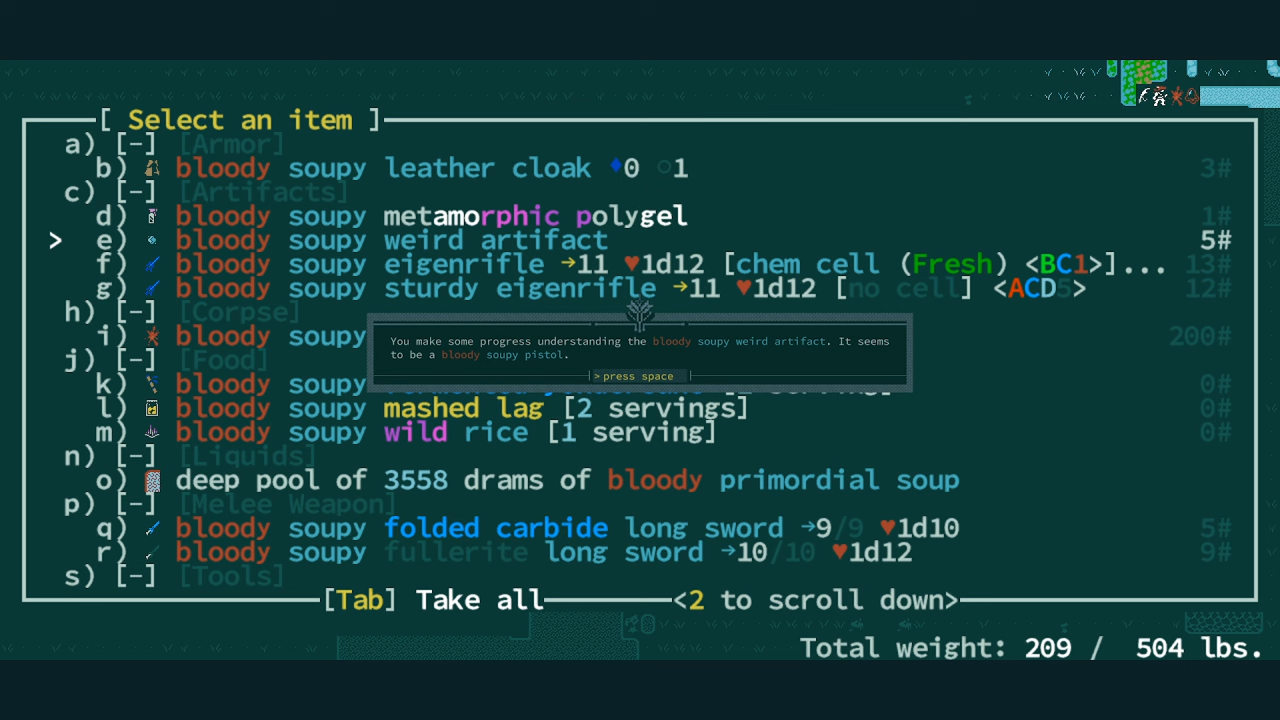 [ Select an item ]
a) [-] [Armor]
b) bloody soupy leather cloak ♦0 ○1 3#
c) [-] [Artifacts]
d) bloody soupy metamorphic polygel 1#
> e) bloody soupy weird artifact 5#
f) bloody soupy eigenrifle →11 ♥1d12 [chem cell (Fresh) <BC1>]... 13#
g) bloody soupy sturdy eigenrifle →11 ♥1d12 [no cell] <ACD5> 12#
h) [-] [Corpse]
i) bloody soupy 200#
You make some progress understanding the bloody soupy weird artifact. It seems
to be a bloody soupy pistol.
> press space
j) [-] [Food]
k) bloody soupy 0#
l) bloody soupy mashed lag [2 servings] 0#
m) bloody soupy wild rice [1 serving] 0#
n) [-] [Liquids]
o) deep pool of 3558 drams of bloody primordial soup
p) [-] [Melee Weapon]
q) bloody soupy folded carbide long sword →9/9 ♥1d10 5#
r) bloody soupy fullerite long sword →10/10 ♥1d12 9#
s) [-] [Tools]
[Tab] Take all <2 to scroll down>
Total weight: 209 / 504 lbs.